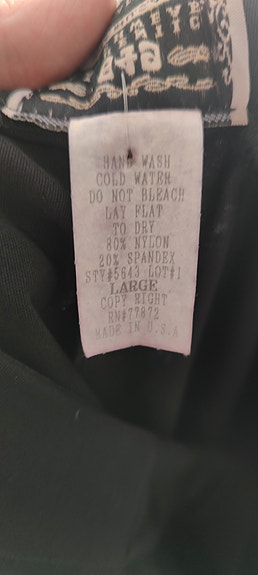 HAND WASH
COLD WATER
DO NOT BLEACH
LAY FLAT
TO DRY
80% NYLON
20% SPANDEX
STY#5643 LOT#1
LARGE
COPY RIGHT
RN#77872
MADE IN U.S.A